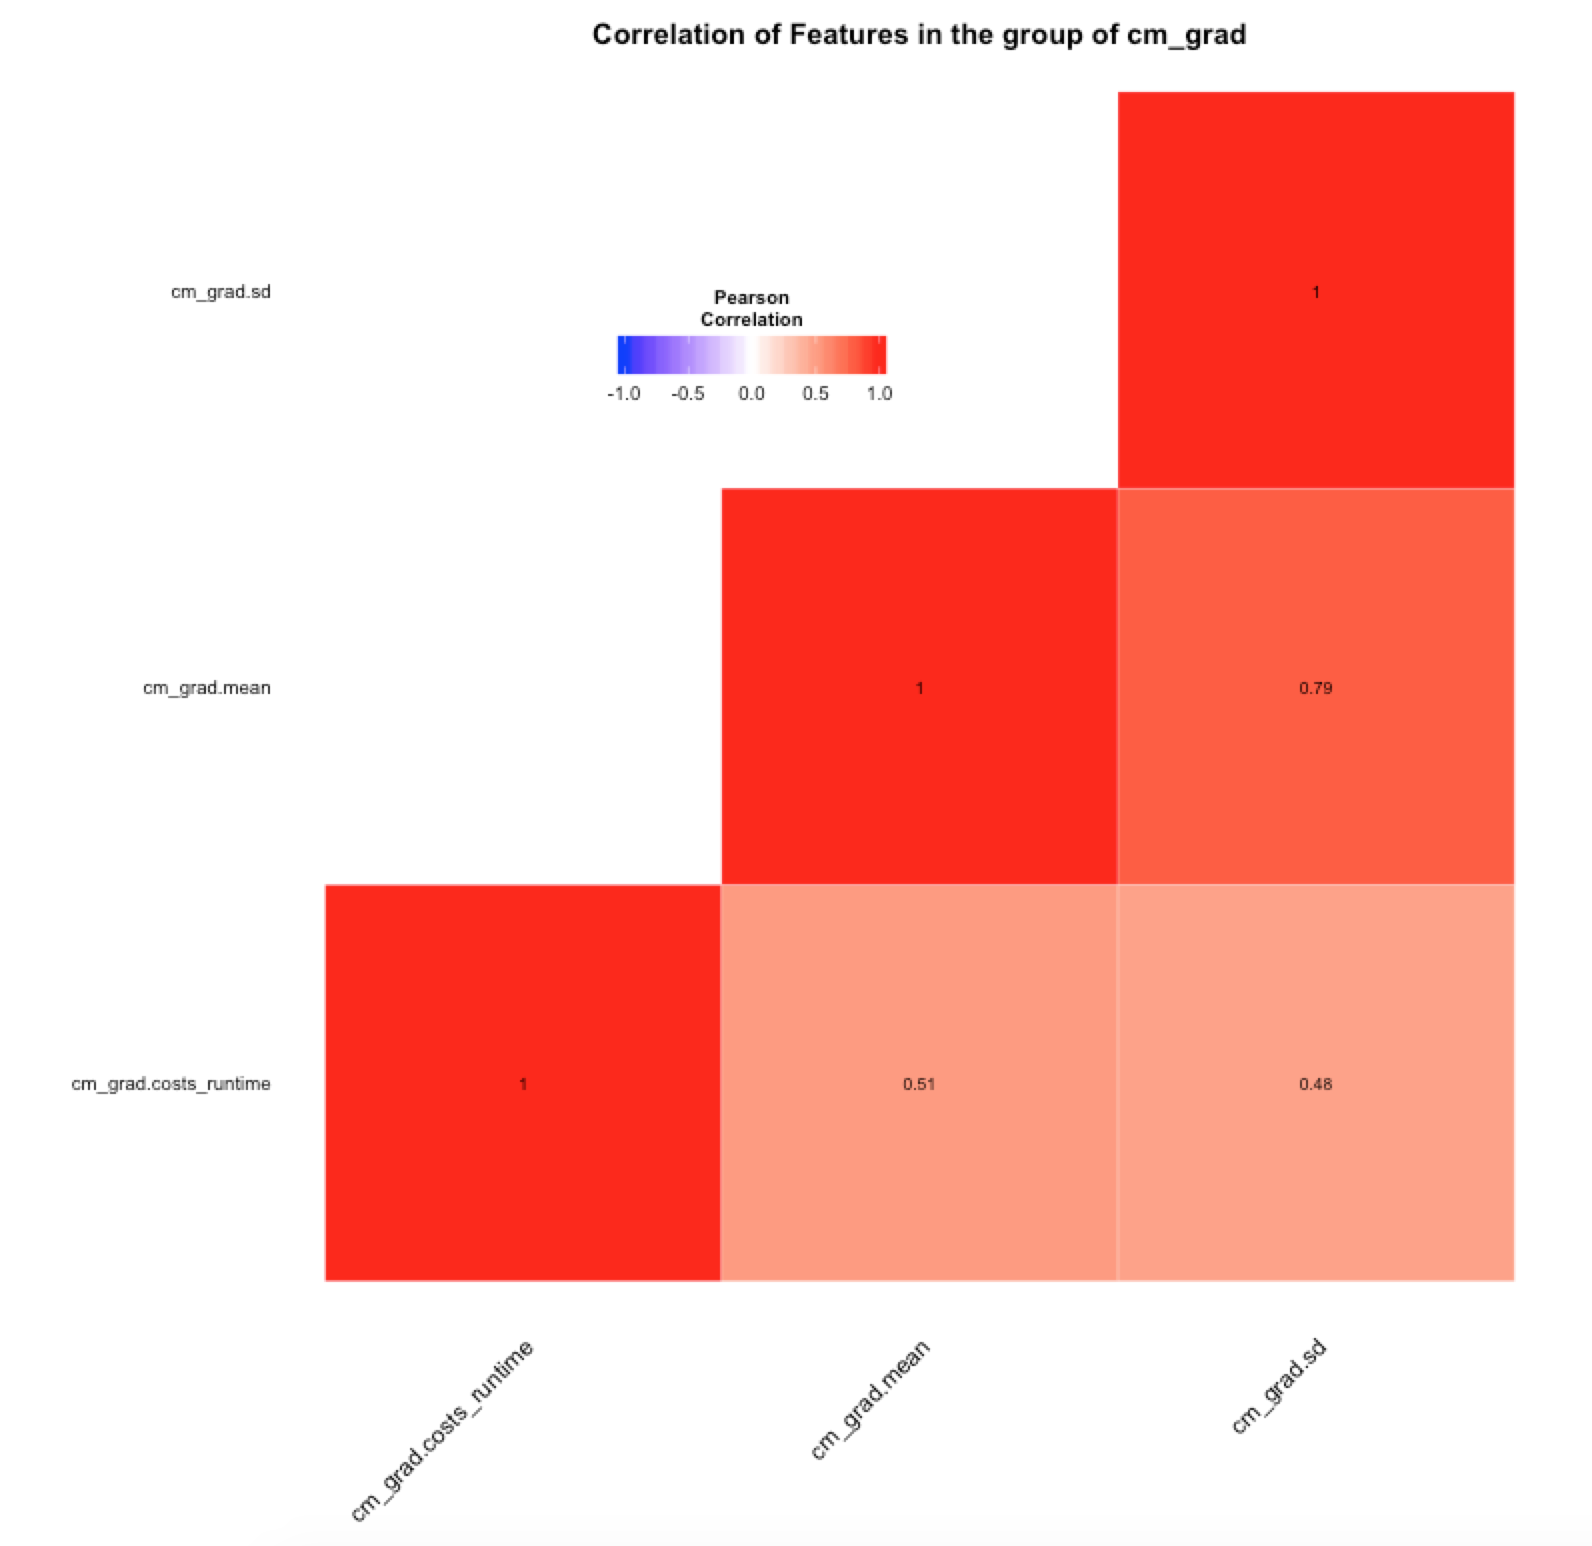 Correlation of Features in the group of cm_grad
cm_grad.sd
Pearson
Correlation
-1.0 -0.5 0.0 0.5 1.0
1
cm_grad.mean
1 0.79
cm_grad.costs_runtime
1 0.51 0.48
cm_grad.costs_runtime
cm_grad.mean
cm_grad.sd